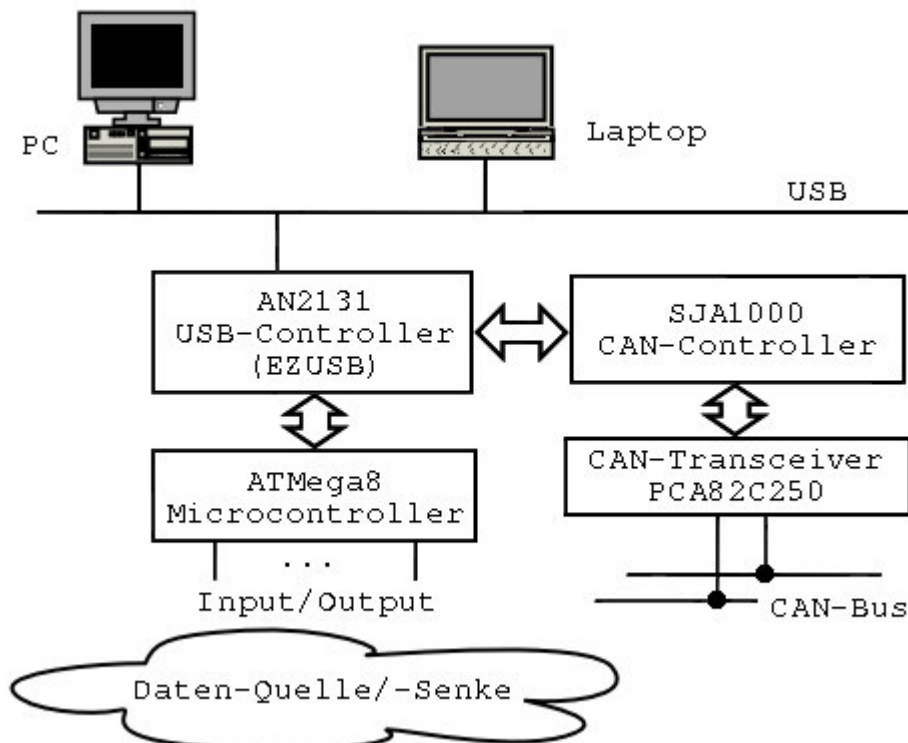 PC
Laptop
USB
AN2131
USB-Controller
(EZUSB)
SJA1000
CAN-Controller
ATMega8
Microcontroller
CAN-Transceiver
PCA82C250
...
Input/Output
CAN-Bus
Daten-Quelle/-Senke